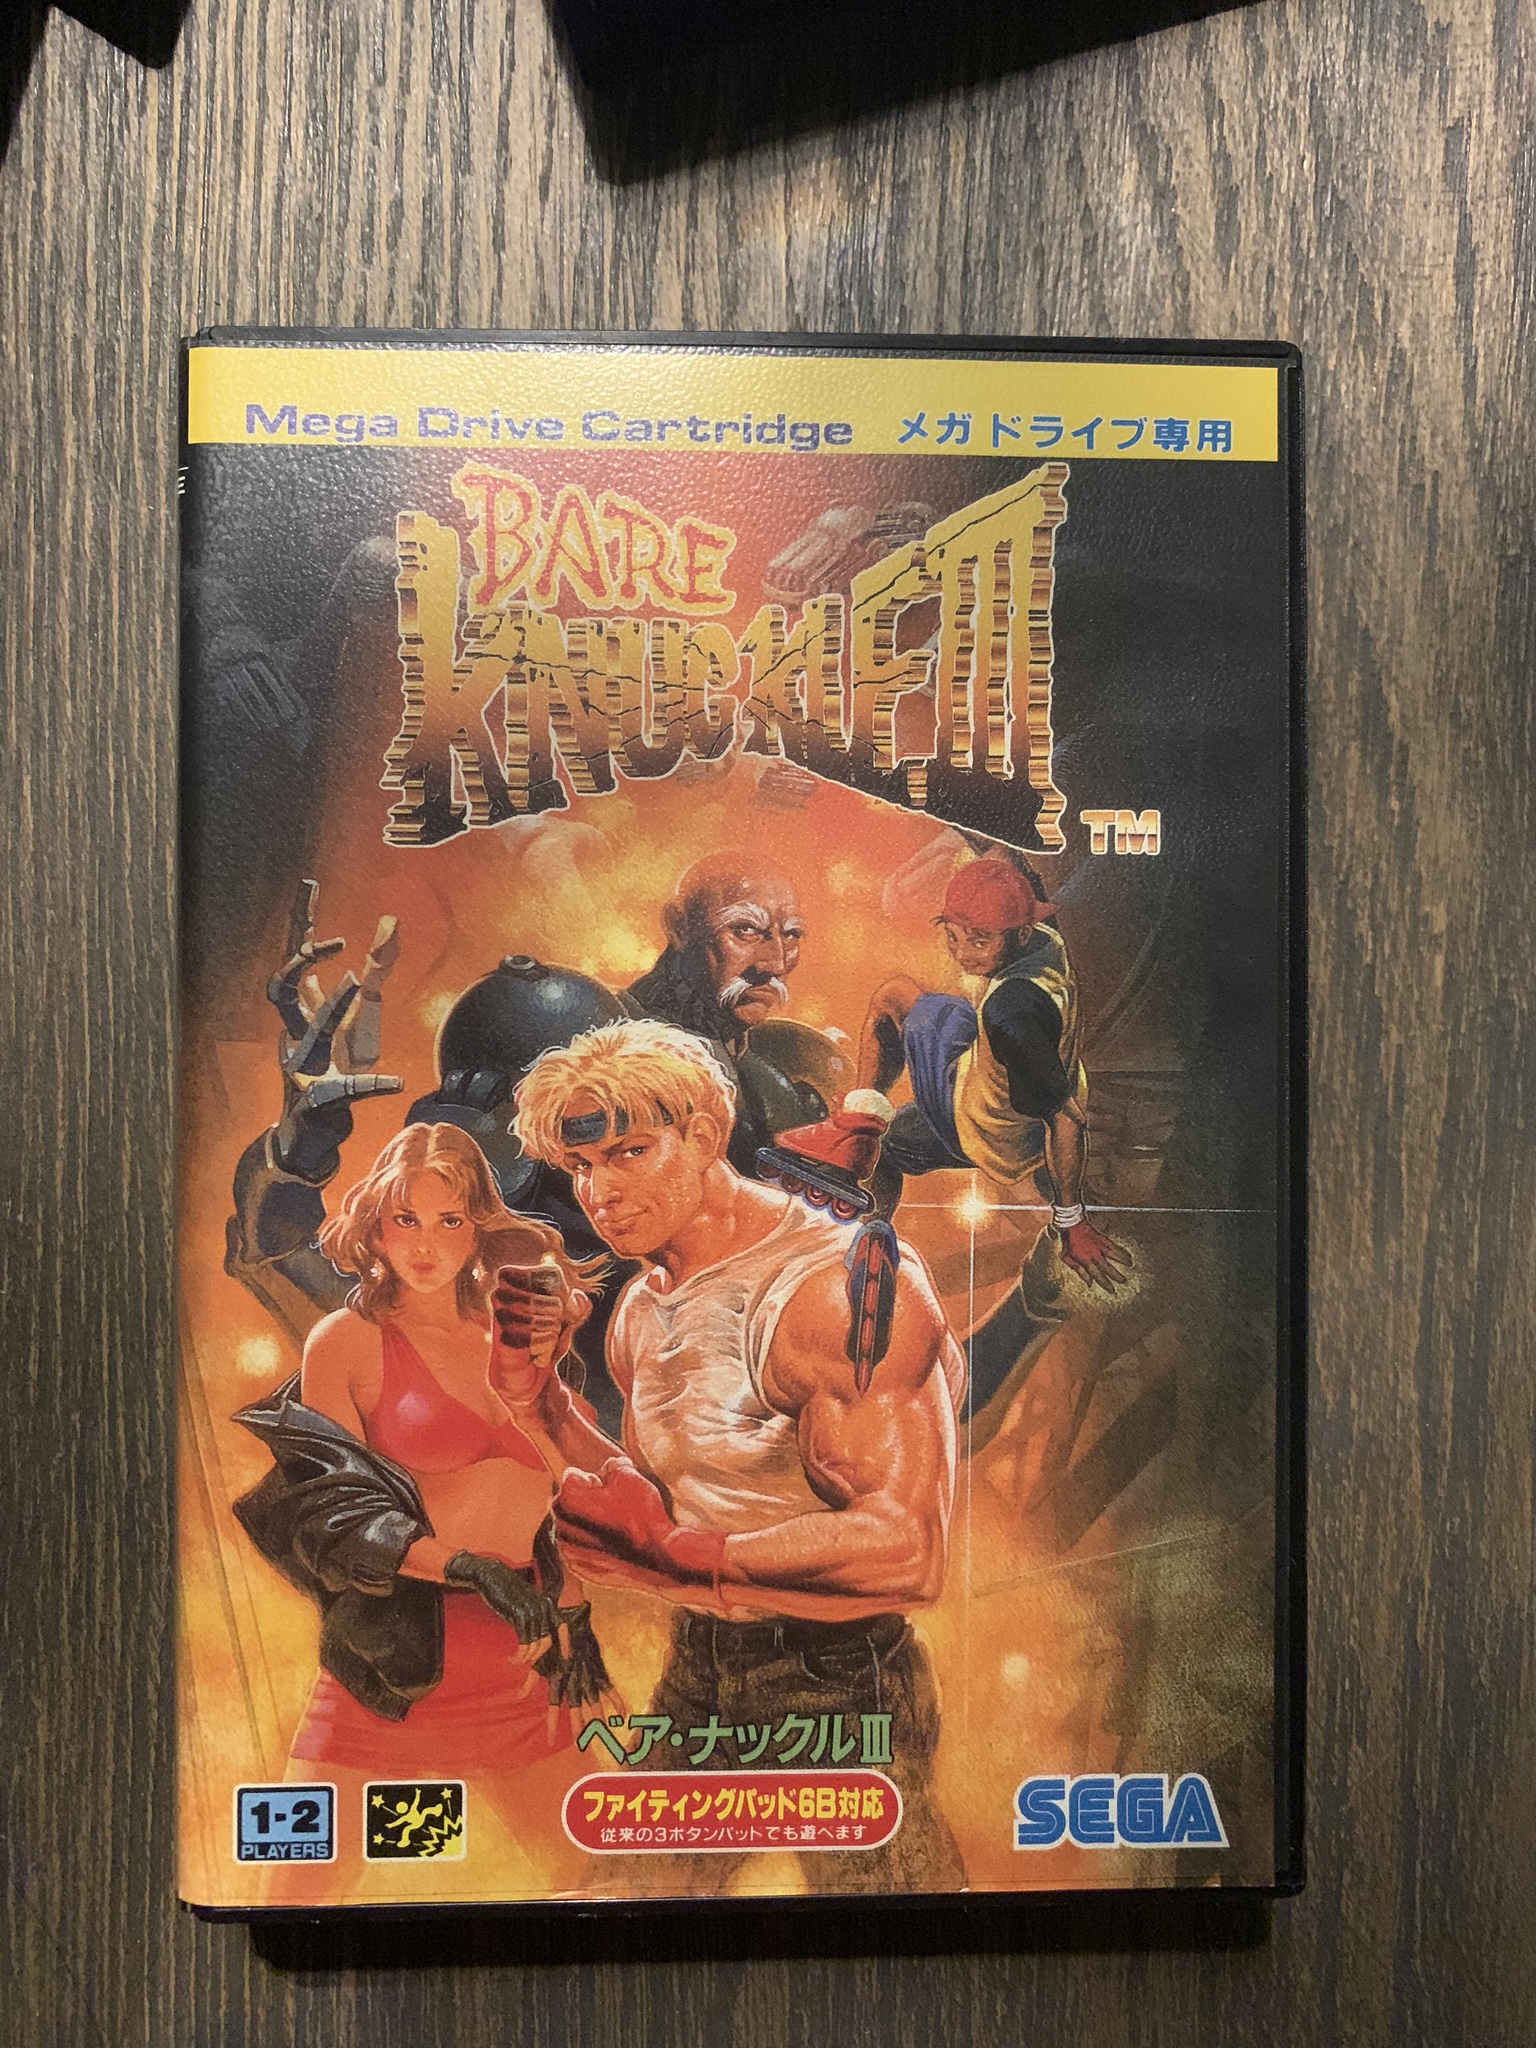 Mega Drive Cartridge メガドライブ専用
BARE
KNUCKLE III
TM
ベア・ナックルIII
1-2
PLAYERS
ファイティングパッド6B対応
従来の3ボタンパッドでも遊べます
SEGA